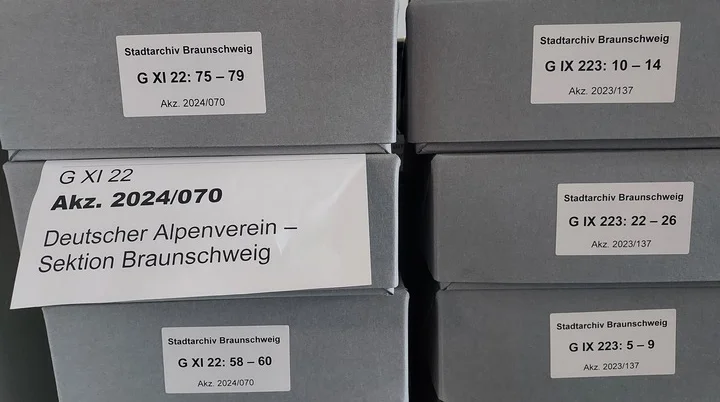 Stadtarchiv Braunschweig
G XI 22: 75 – 79
Akz. 2024/070
G XI 22
Akz. 2024/070
Deutscher Alpenverein –
Sektion Braunschweig
Stadtarchiv Braunschweig
G XI 22: 58 – 60
Akz. 2024/070
Stadtarchiv Braunschweig
G IX 223: 10 – 14
Akz. 2023/137
Stadtarchiv Braunschweig
G IX 223: 22 – 26
Akz. 2023/137
Stadtarchiv Braunschweig
G IX 223: 5 – 9
Akz. 2023/137